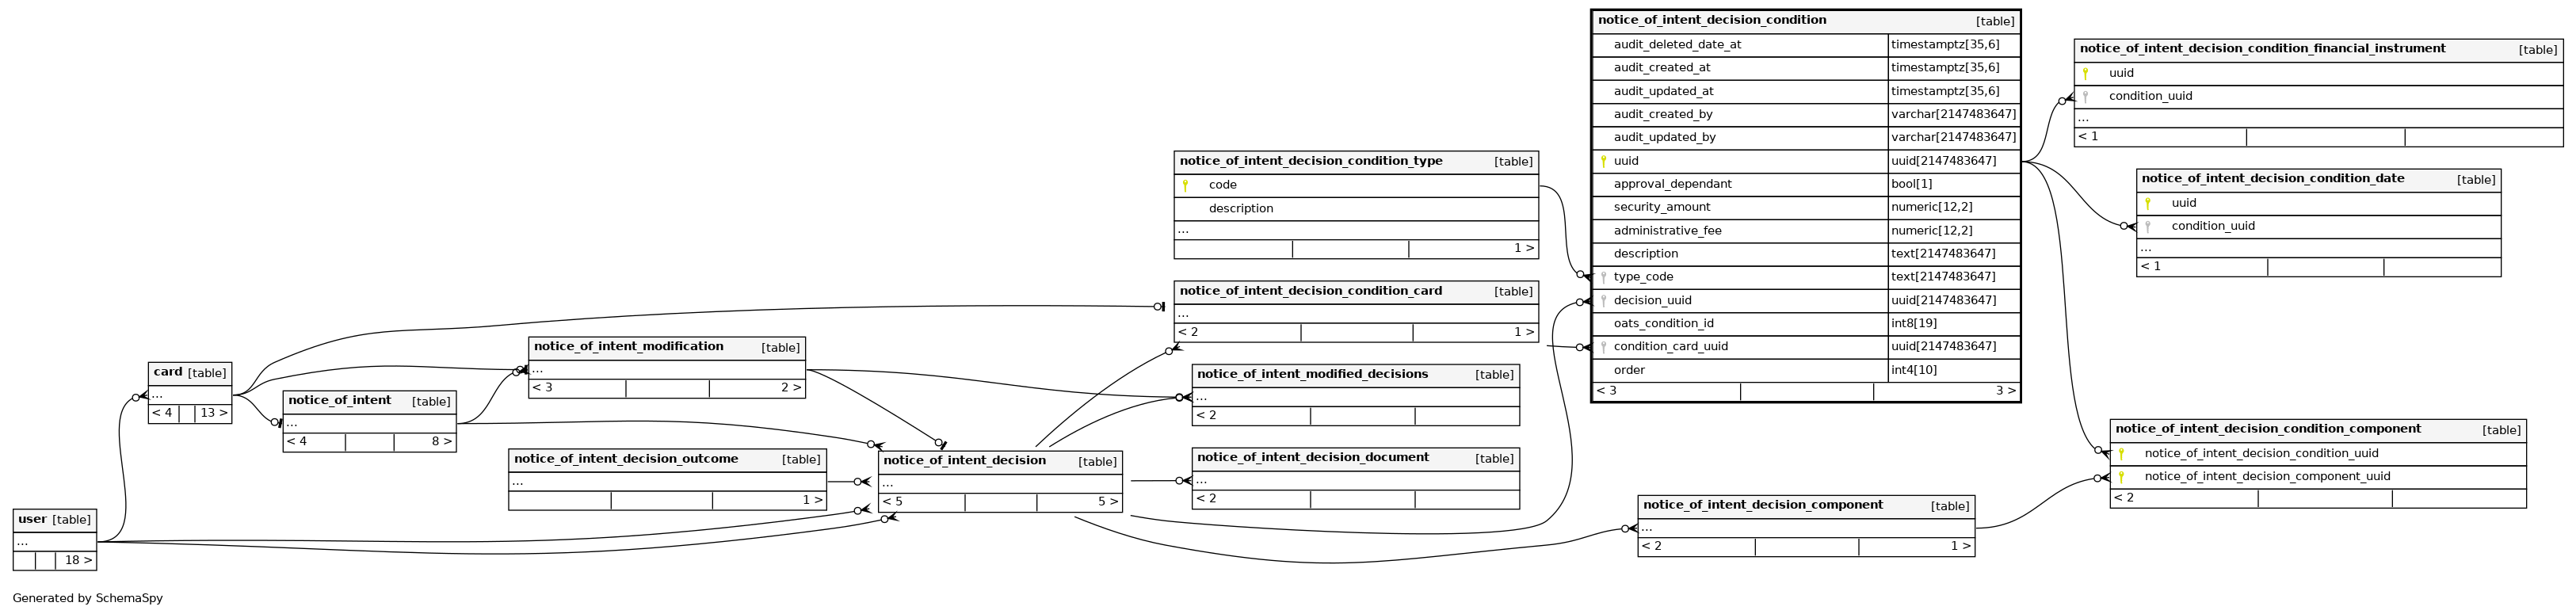 notice_of_intent_decision_condition [table]
audit_deleted_date_at timestamptz[35,6]
audit_created_at timestamptz[35,6]
audit_updated_at timestamptz[35,6]
audit_created_by varchar[2147483647]
audit_updated_by varchar[2147483647]
uuid uuid[2147483647]
approval_dependant bool[1]
security_amount numeric[12,2]
administrative_fee numeric[12,2]
description text[2147483647]
type_code text[2147483647]
decision_uuid uuid[2147483647]
oats_condition_id int8[19]
condition_card_uuid uuid[2147483647]
order int4[10]
< 3 3 >
notice_of_intent_decision_condition_financial_instrument [table]
uuid
condition_uuid
...
< 1
notice_of_intent_decision_condition_date [table]
uuid
condition_uuid
...
< 1
notice_of_intent_decision_condition_type [table]
code
description
...
1 >
notice_of_intent_decision_condition_card [table]
...
< 2 1 >
notice_of_intent_modification [table]
...
< 3 2 >
card [table]
...
< 4 13 >
notice_of_intent [table]
...
< 4 8 >
notice_of_intent_modified_decisions [table]
...
< 2
notice_of_intent_decision_outcome [table]
...
1 >
notice_of_intent_decision [table]
...
< 5 5 >
notice_of_intent_decision_document [table]
...
< 2
notice_of_intent_decision_condition_component [table]
notice_of_intent_decision_condition_uuid
notice_of_intent_decision_component_uuid
< 2
notice_of_intent_decision_component [table]
...
< 2 1 >
user [table]
...
18 >
Generated by SchemaSpy